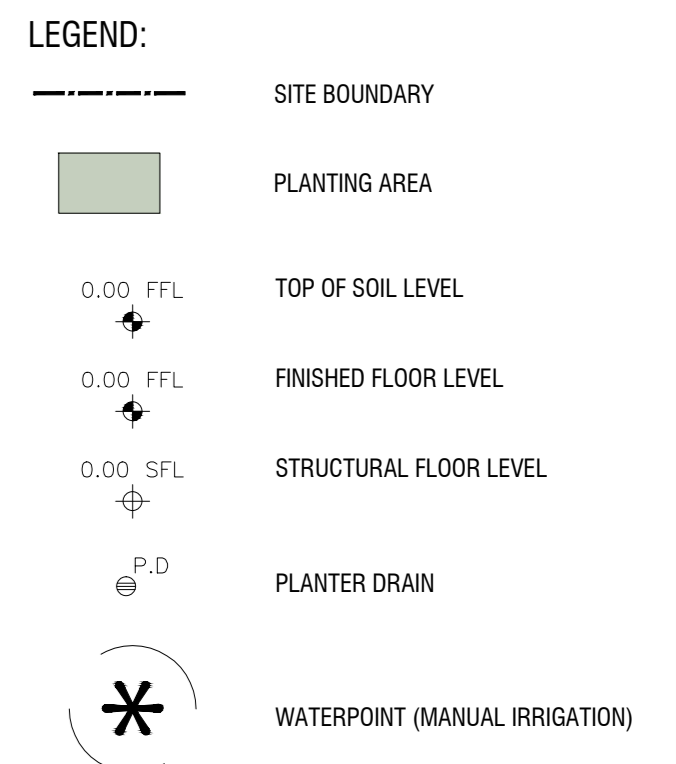 LEGEND:
SITE BOUNDARY
PLANTING AREA
0.00 FFL TOP OF SOIL LEVEL
0.00 FFL FINISHED FLOOR LEVEL
0.00 SFL STRUCTURAL FLOOR LEVEL
P.D PLANTER DRAIN
WATERPOINT (MANUAL IRRIGATION)